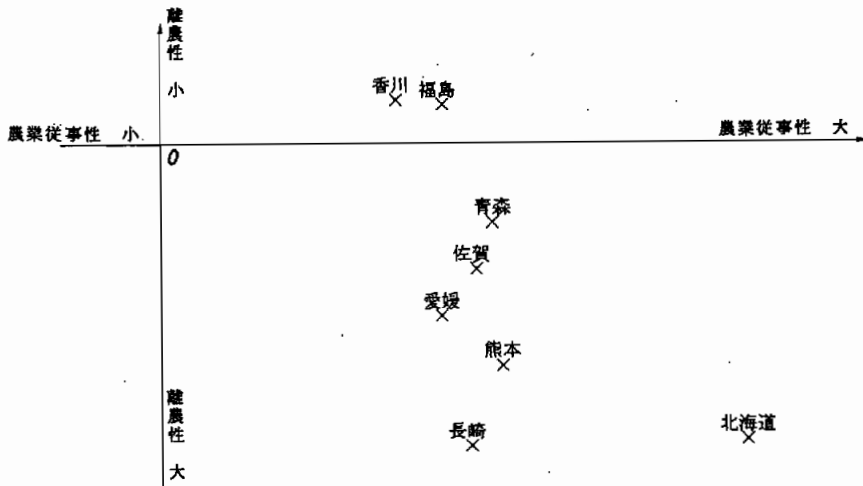 離農性 小
香川
福島
農業従事性 小
農業従事性 大
0
青森
佐賀
愛媛
熊本
離農性 大
長崎
北海道